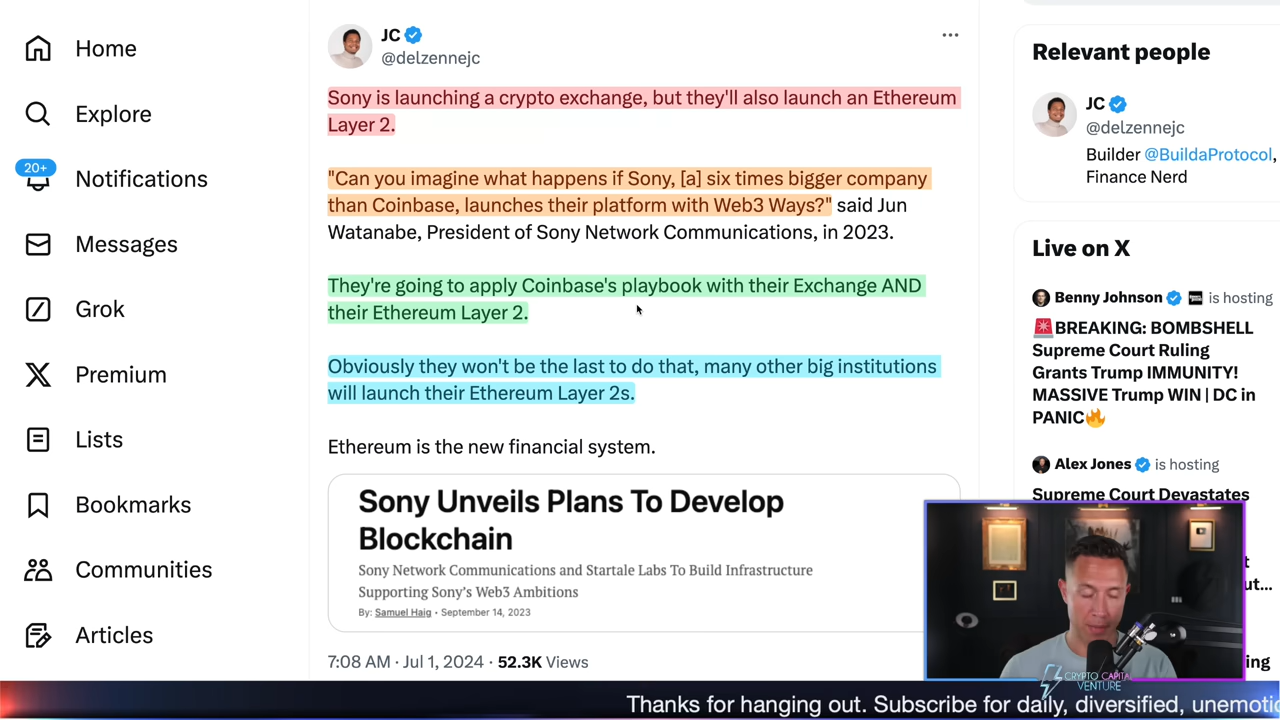 Home
Explore
20+
Notifications
Messages
Grok
Premium
Lists
Bookmarks
Communities
Articles
JC
@delzennejc
Sony is launching a crypto exchange, but they'll also launch an Ethereum
Layer 2.
"Can you imagine what happens if Sony, [a] six times bigger company
than Coinbase, launches their platform with Web3 Ways?" said Jun
Watanabe, President of Sony Network Communications, in 2023.
They're going to apply Coinbase's playbook with their Exchange AND
their Ethereum Layer 2.
Obviously they won't be the last to do that, many other big institutions
will launch their Ethereum Layer 2s.
Ethereum is the new financial system.
Sony Unveils Plans To Develop
Blockchain
Sony Network Communications and Startale Labs To Build Infrastructure
Supporting Sony's Web3 Ambitions
By: Samuel Haig • September 14, 2023
7:08 AM · Jul 1, 2024 · 52.3K Views
Relevant people
JC
@delzennejc
Builder @BuildaProtocol,
Finance Nerd
Live on X
Benny Johnson is hosting
🚨BREAKING: BOMBSHELL
Supreme Court Ruling
Grants Trump IMMUNITY!
MASSIVE Trump WIN | DC in
PANIC🔥
Alex Jones is hosting
Supreme Court Devastates
CRYPTO CAPITAL
VENTURE
Thanks for hanging out. Subscribe for daily, diversified, unemotic